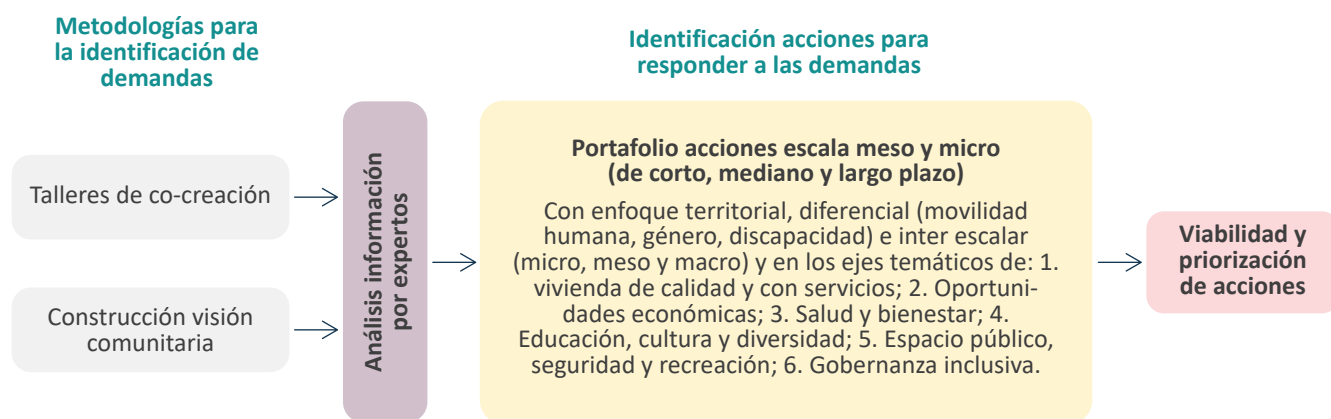 Metodologías para
la identificación de
demandas
Identificación acciones para
responder a las demandas
Talleres de co-creación
Construcción visión
comunitaria
Análisis información
por expertos
Portafolio acciones escala meso y micro
(de corto, mediano y largo plazo)
Con enfoque territorial, diferencial (movilidad
humana, género, discapacidad) e inter escalar
(micro, meso y macro) y en los ejes temáticos de: 1.
vivienda de calidad y con servicios; 2. Oportuni-
dades económicas; 3. Salud y bienestar; 4.
Educación, cultura y diversidad; 5. Espacio público,
seguridad y recreación; 6. Gobernanza inclusiva.
Viabilidad y
priorización
de acciones